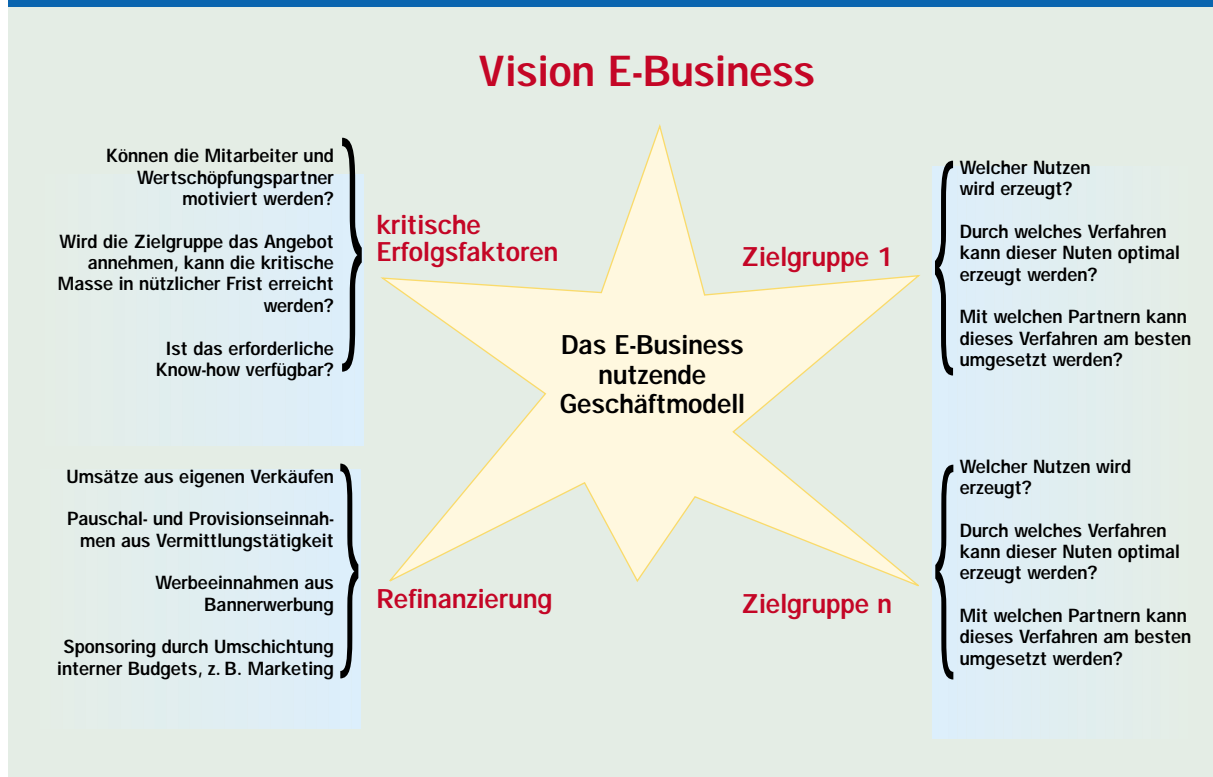 Vision E-Business
Können die Mitarbeiter und
Wertschöpfungspartner
motiviert werden?
Wird die Zielgruppe das Angebot
annehmen, kann die kritische
Masse in nützlicher Frist erreicht
werden?
Ist das erforderliche
Know-how verfügbar?
kritische
Erfolgsfaktoren
Zielgruppe 1
Welcher Nutzen
wird erzeugt?
Durch welches Verfahren
kann dieser Nuten optimal
erzeugt werden?
Mit welchen Partnern kann
dieses Verfahren am besten
umgesetzt werden?
Das E-Business
nutzende
Geschäftmodell
Umsätze aus eigenen Verkäufen
Pauschal- und Provisionseinnah-
men aus Vermittlungstätigkeit
Werbeeinnahmen aus
Bannerwerbung
Sponsoring durch Umschichtung
interner Budgets, z. B. Marketing
Refinanzierung
Zielgruppe n
Welcher Nutzen wird
erzeugt?
Durch welches Verfahren
kann dieser Nuten optimal
erzeugt werden?
Mit welchen Partnern kann
dieses Verfahren am besten
umgesetzt werden?